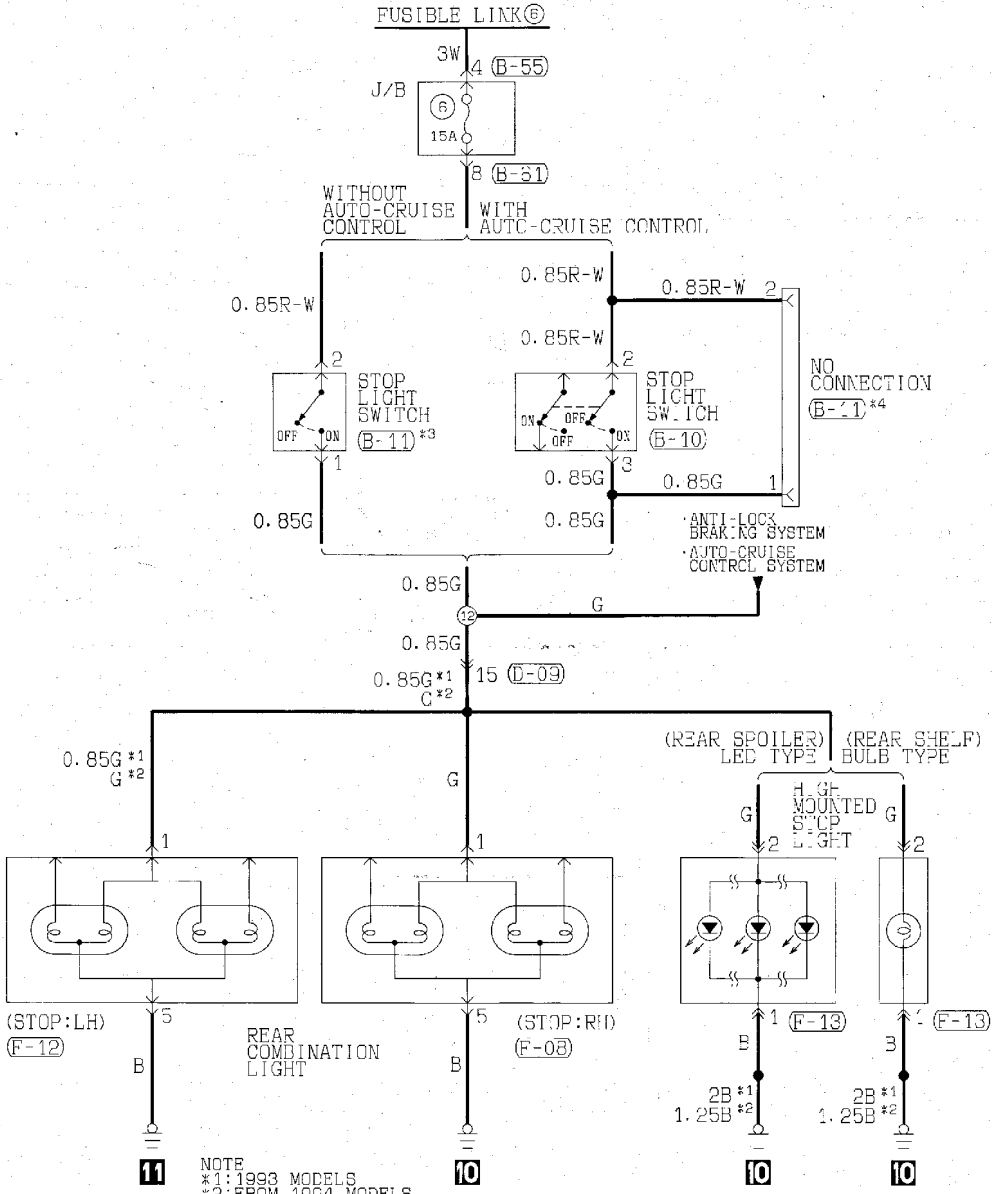 FUSIBLE LINK⑥
3W
4 (B-55)
J/B
⑥
15A
8 (B-61)
WITHOUT
AUTO-CRUISE
CONTROL
WITH
AUTO-CRUISE CONTROL
0.85R-W
0.85R-W 2
0.85R-W
0.85R-W
2
STOP
LIGHT
SWITCH
(B-11)*3
OFF ON
1
2
STOP
LIGHT
SW.TCH
(B-10)
ON OFF
OFF ON
3
NO
CONNECTION
(B-11)*4
0.85G
0.85G 1
0.85G
0.85G
·ANTI-LOCK
BRAKING SYSTEM
·AUTO-CRUISE
CONTROL SYSTEM
0.85G
⑫
G
0.85G
0.85G*1
G*2
15 (D-09)
0.85G*1
G*2
G
(REAR SPOILER)
LED TYPE
(REAR SHELF)
BULB TYPE
HIGH
MOUNTED
STOP
LIGHT
G
G
1
1
2
2
(STOP:LH)
(F-12)
5
REAR
COMBINATION
LIGHT
5
(STOP:RH)
(F-08)
1 (F-13)
1 (F-13)
B
B
B
B
2B*1
1.25B*2
2B*1
1.25B*2
11
10
10
10
NOTE
*1:1993 MODELS
*2:FROM 1994 MODELS